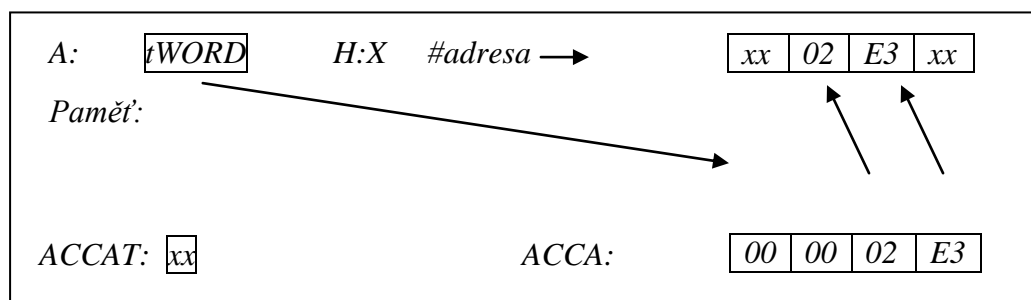 A: tWORD H:X #adresa xx 02 E3 xx
Paměť:
ACCAT: xx ACCA: 00 00 02 E3